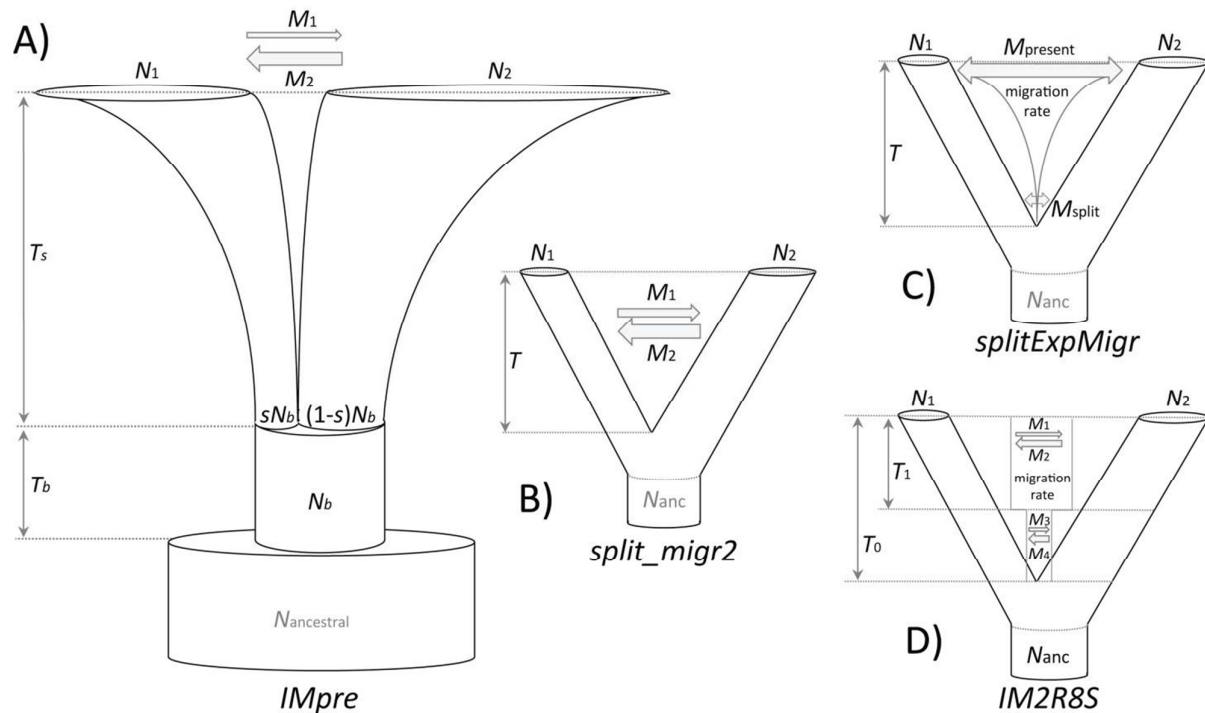 A)
M1
M2
N1
N2
Ts
sNb
(1-s)Nb
Tb
Nb
Nancestral
IMpre
N1
N2
M1
M2
T
B)
Nanc
split_migr2
N1
N2
Mpresent
migration
rate
T
Msplit
C)
Nanc
splitExpMigr
N1
N2
M1
M2
migration
rate
T1
M3
M4
T0
D)
Nanc
IM2R8S